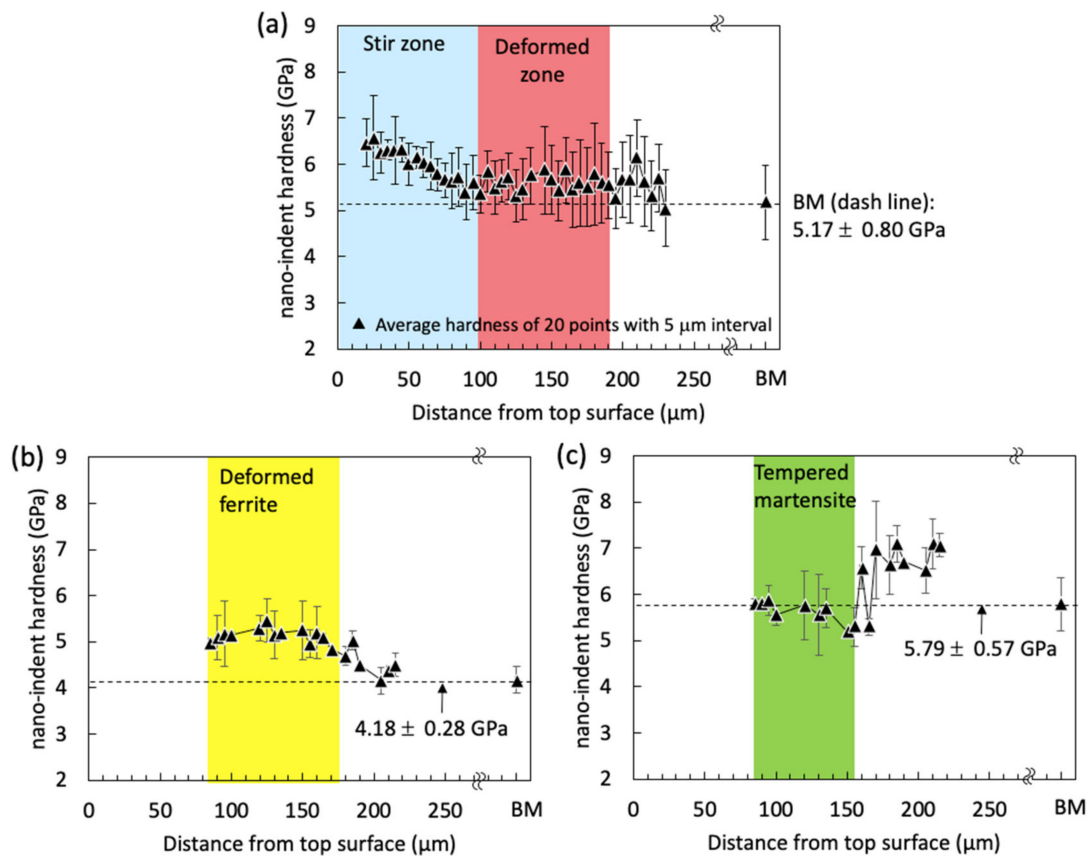 (a)
9
8
7
6
5
4
3
2
nano-indent hardness (GPa)
Stir zone
Deformed
zone
BM (dash line):
5.17 ± 0.80 GPa
▲ Average hardness of 20 points with 5 μm interval
0 50 100 150 200 250 BM
Distance from top surface (μm)
(b)
9
8
7
6
5
4
3
2
nano-indent hardness (GPa)
Deformed
ferrite
4.18 ± 0.28 GPa
0 50 100 150 200 250 BM
Distance from top surface (μm)
(c)
9
8
7
6
5
4
3
2
nano-indent hardness (GPa)
Tempered
martensite
5.79 ± 0.57 GPa
0 50 100 150 200 250 BM
Distance from top surface (μm)